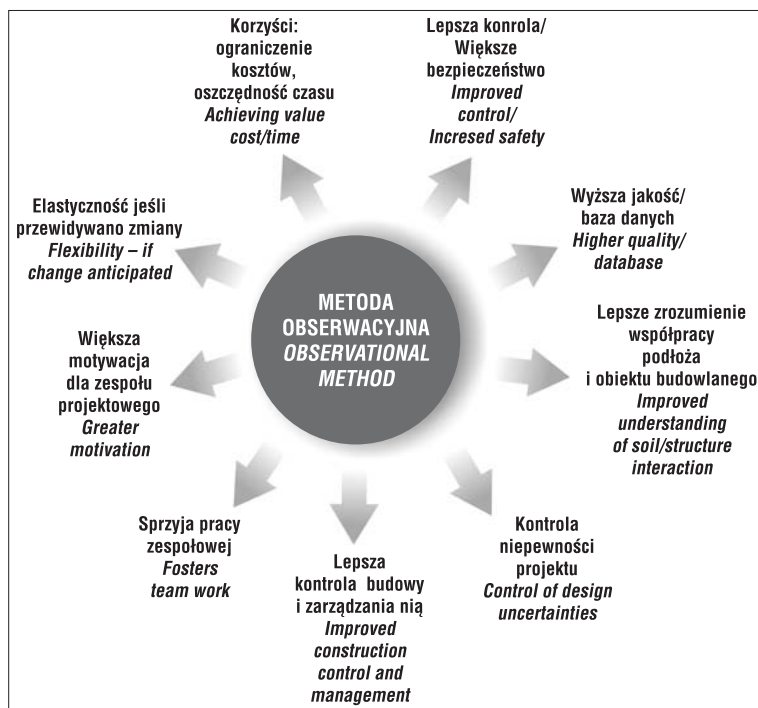 Korzyści:
ograniczenie
kosztów,
oszczędność czasu
Achieving value
cost/time
Lepsza konrola/
Większe
bezpieczeństwo
Improved
control/
Incresed safety
Elastyczność jeśli
przewidywano zmiany
Flexibility – if
change anticipated
Wyższa jakość/
baza danych
Higher quality/
database
METODA
OBSERWACYJNA
OBSERVATIONAL
METHOD
Większa
motywacja
dla zespołu
projektowego
Greater
motivation
Lepsze zrozumienie
współpracy
podłoża
i obiektu budowlanego
Improved
understanding
of soil/structure
interaction
Sprzyja pracy
zespołowej
Fosters
team work
Lepsza
kontrola budowy
i zarządzania nią
Improved
construction
control and
management
Kontrola
niepewności
projektu
Control of design
uncertainties